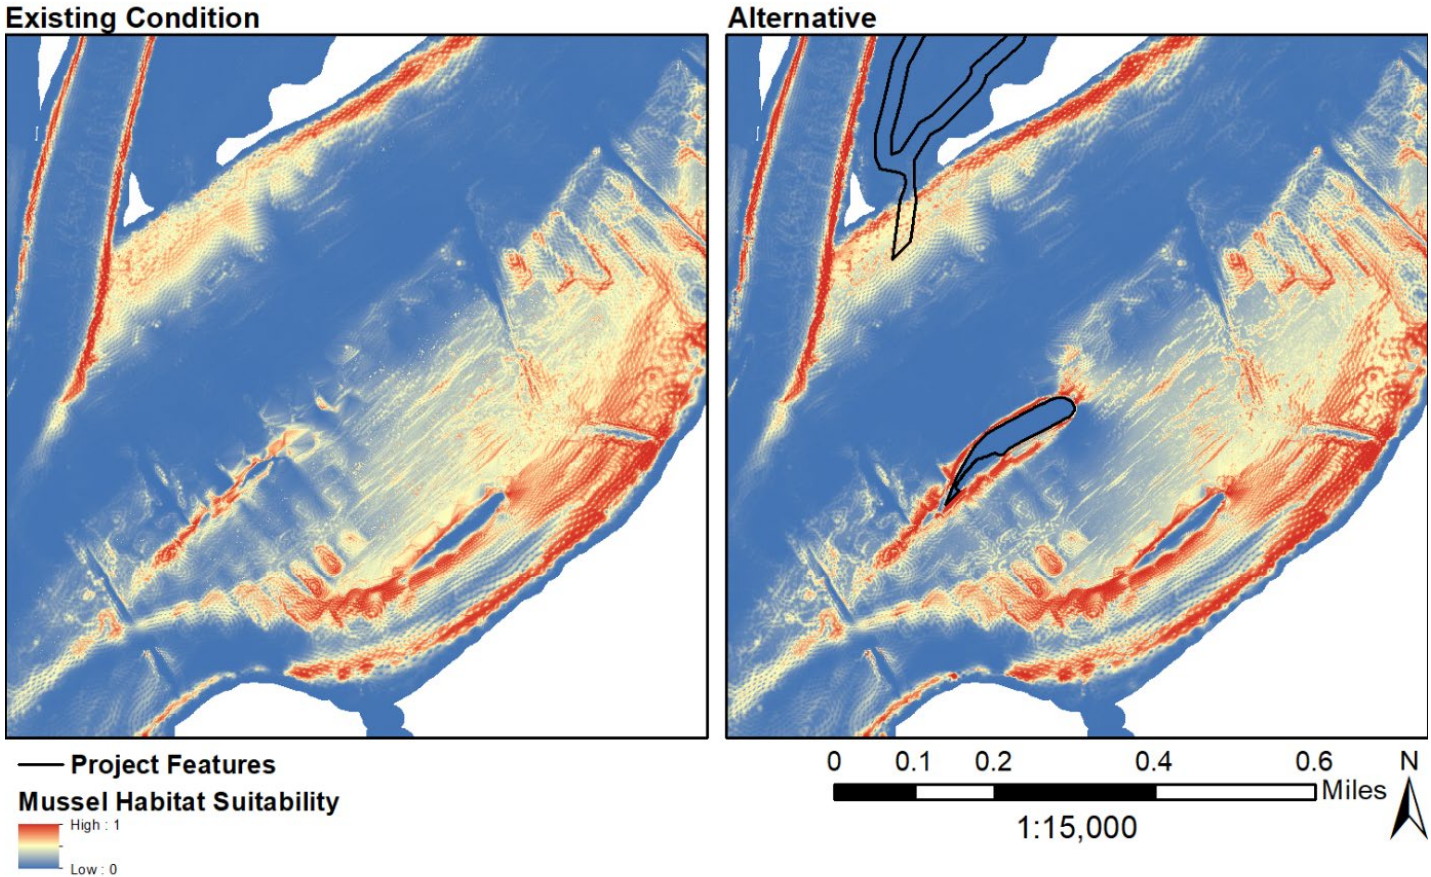 Existing Condition
Alternative
Project Features
Mussel Habitat Suitability
High : 1
Low : 0
0 0.1 0.2 0.4 0.6
Miles
1:15,000
N